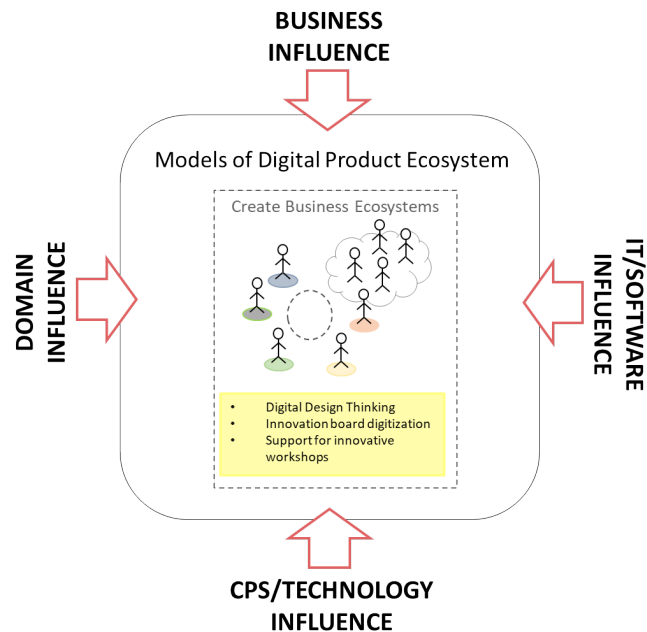 BUSINESS
INFLUENCE
Models of Digital Product Ecosystem
Create Business Ecosystems
DOMAIN
INFLUENCE
IT/SOFTWARE
INFLUENCE
• Digital Design Thinking
• Innovation board digitization
• Support for innovative
workshops
CPS/TECHNOLOGY
INFLUENCE